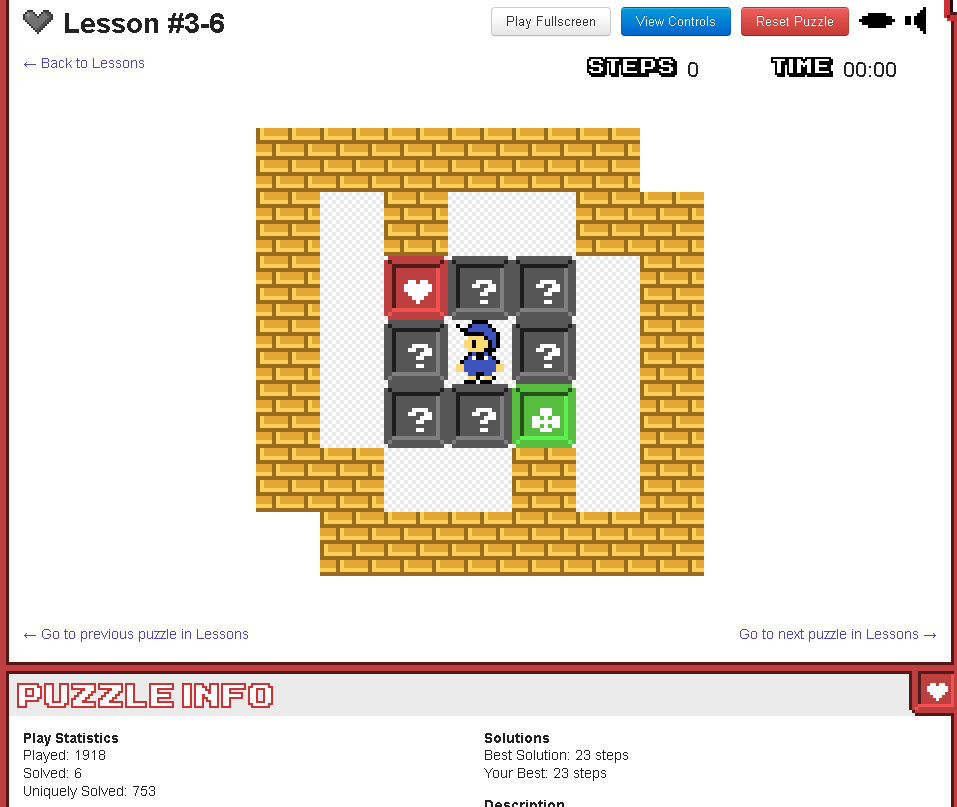 Lesson #3-6
Play Fullscreen
View Controls
Reset Puzzle
← Back to Lessons
STEPS 0
TIME 00:00
?
?
?
?
?
?
← Go to previous puzzle in Lessons
Go to next puzzle in Lessons →
PUZZLE INFO
Play Statistics
Played: 1918
Solved: 6
Uniquely Solved: 753
Solutions
Best Solution: 23 steps
Your Best: 23 steps
Description